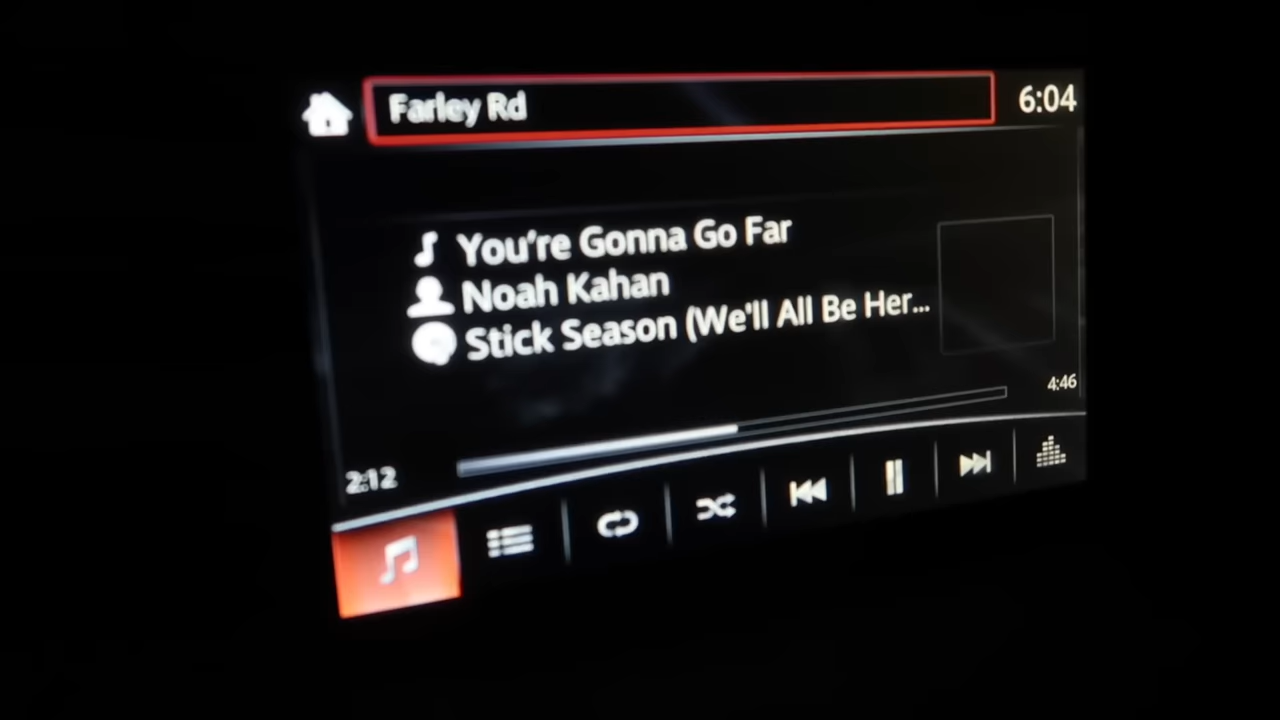 Farley Rd
6:04
You're Gonna Go Far
Noah Kahan
Stick Season (We'll All Be Her...
4:46
2:12